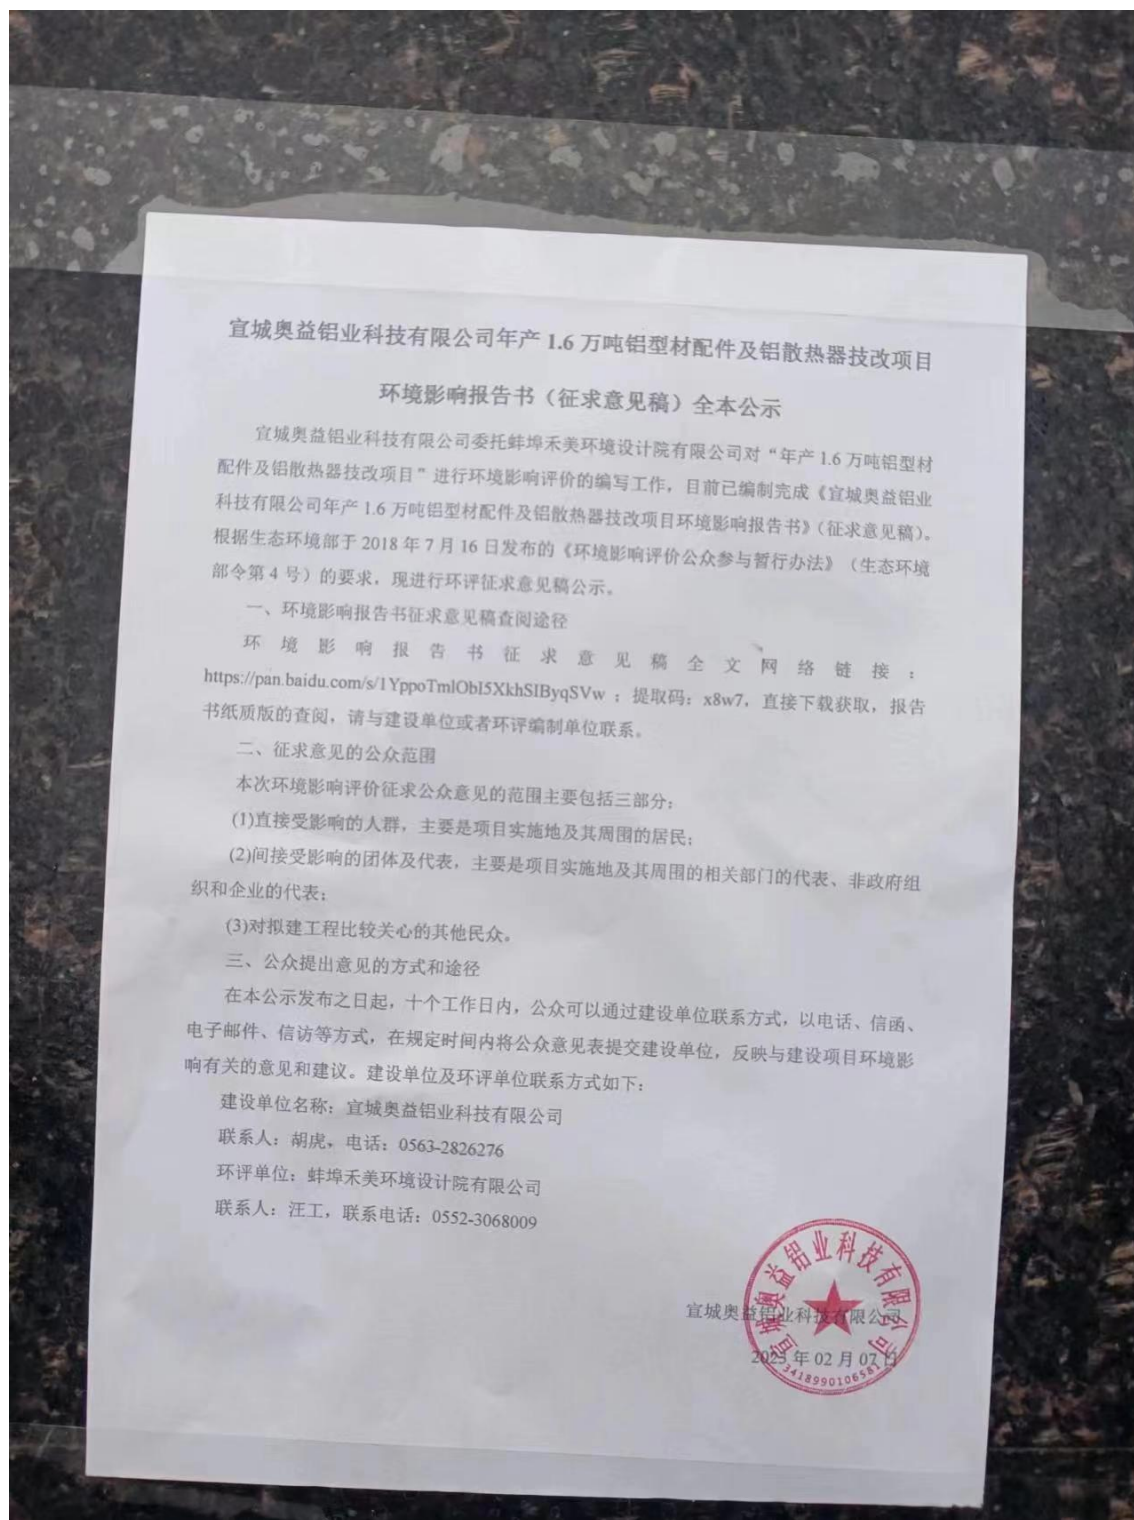 宣城奥益铝业科技有限公司年产 1.6 万吨铝型材配件及铝散热器技改项目
环境影响报告书（征求意见稿）全本公示
宣城奥益铝业科技有限公司委托蚌埠禾美环境设计院有限公司对“年产 1.6 万吨铝型材
配件及铝散热器技改项目”进行环境影响评价的编写工作，目前已编制完成《宣城奥益铝业
科技有限公司年产 1.6 万吨铝型材配件及铝散热器技改项目环境影响报告书》（征求意见稿）。
根据生态环境部于 2018 年 7 月 16 日发布的《环境影响评价公众参与暂行办法》（生态环境
部令第 4 号）的要求，现进行环评征求意见稿公示。
一、环境影响报告书征求意见稿查阅途径
环境影响报告书征求意见稿全文网络链接：
https://pan.baidu.com/s/1YppoTmlObI5XkhSIByqSVw ；提取码：x8w7，直接下载获取，报告
书纸质版的查阅，请与建设单位或者环评编制单位联系。
二、征求意见的公众范围
本次环境影响评价征求公众意见的范围主要包括三部分：
(1)直接受影响的人群，主要是项目实施地及其周围的居民；
(2)间接受影响的团体及代表，主要是项目实施地及其周围的相关部门的代表、非政府组
织和企业的代表；
(3)对拟建工程比较关心的其他民众。
三、公众提出意见的方式和途径
在本公示发布之日起，十个工作日内，公众可以通过建设单位联系方式，以电话、信函、
电子邮件、信访等方式，在规定时间内将公众意见表提交建设单位，反映与建设项目环境影
响有关的意见和建议。建设单位及环评单位联系方式如下：
建设单位名称：宣城奥益铝业科技有限公司
联系人：胡虎，电话：0563-2826276
环评单位：蚌埠禾美环境设计院有限公司
联系人：汪工，联系电话：0552-3068009
宣城奥益铝业科技有限公司
2023 年 02 月 07 日
宣城奥益铝业科技有限公司
3418990106581